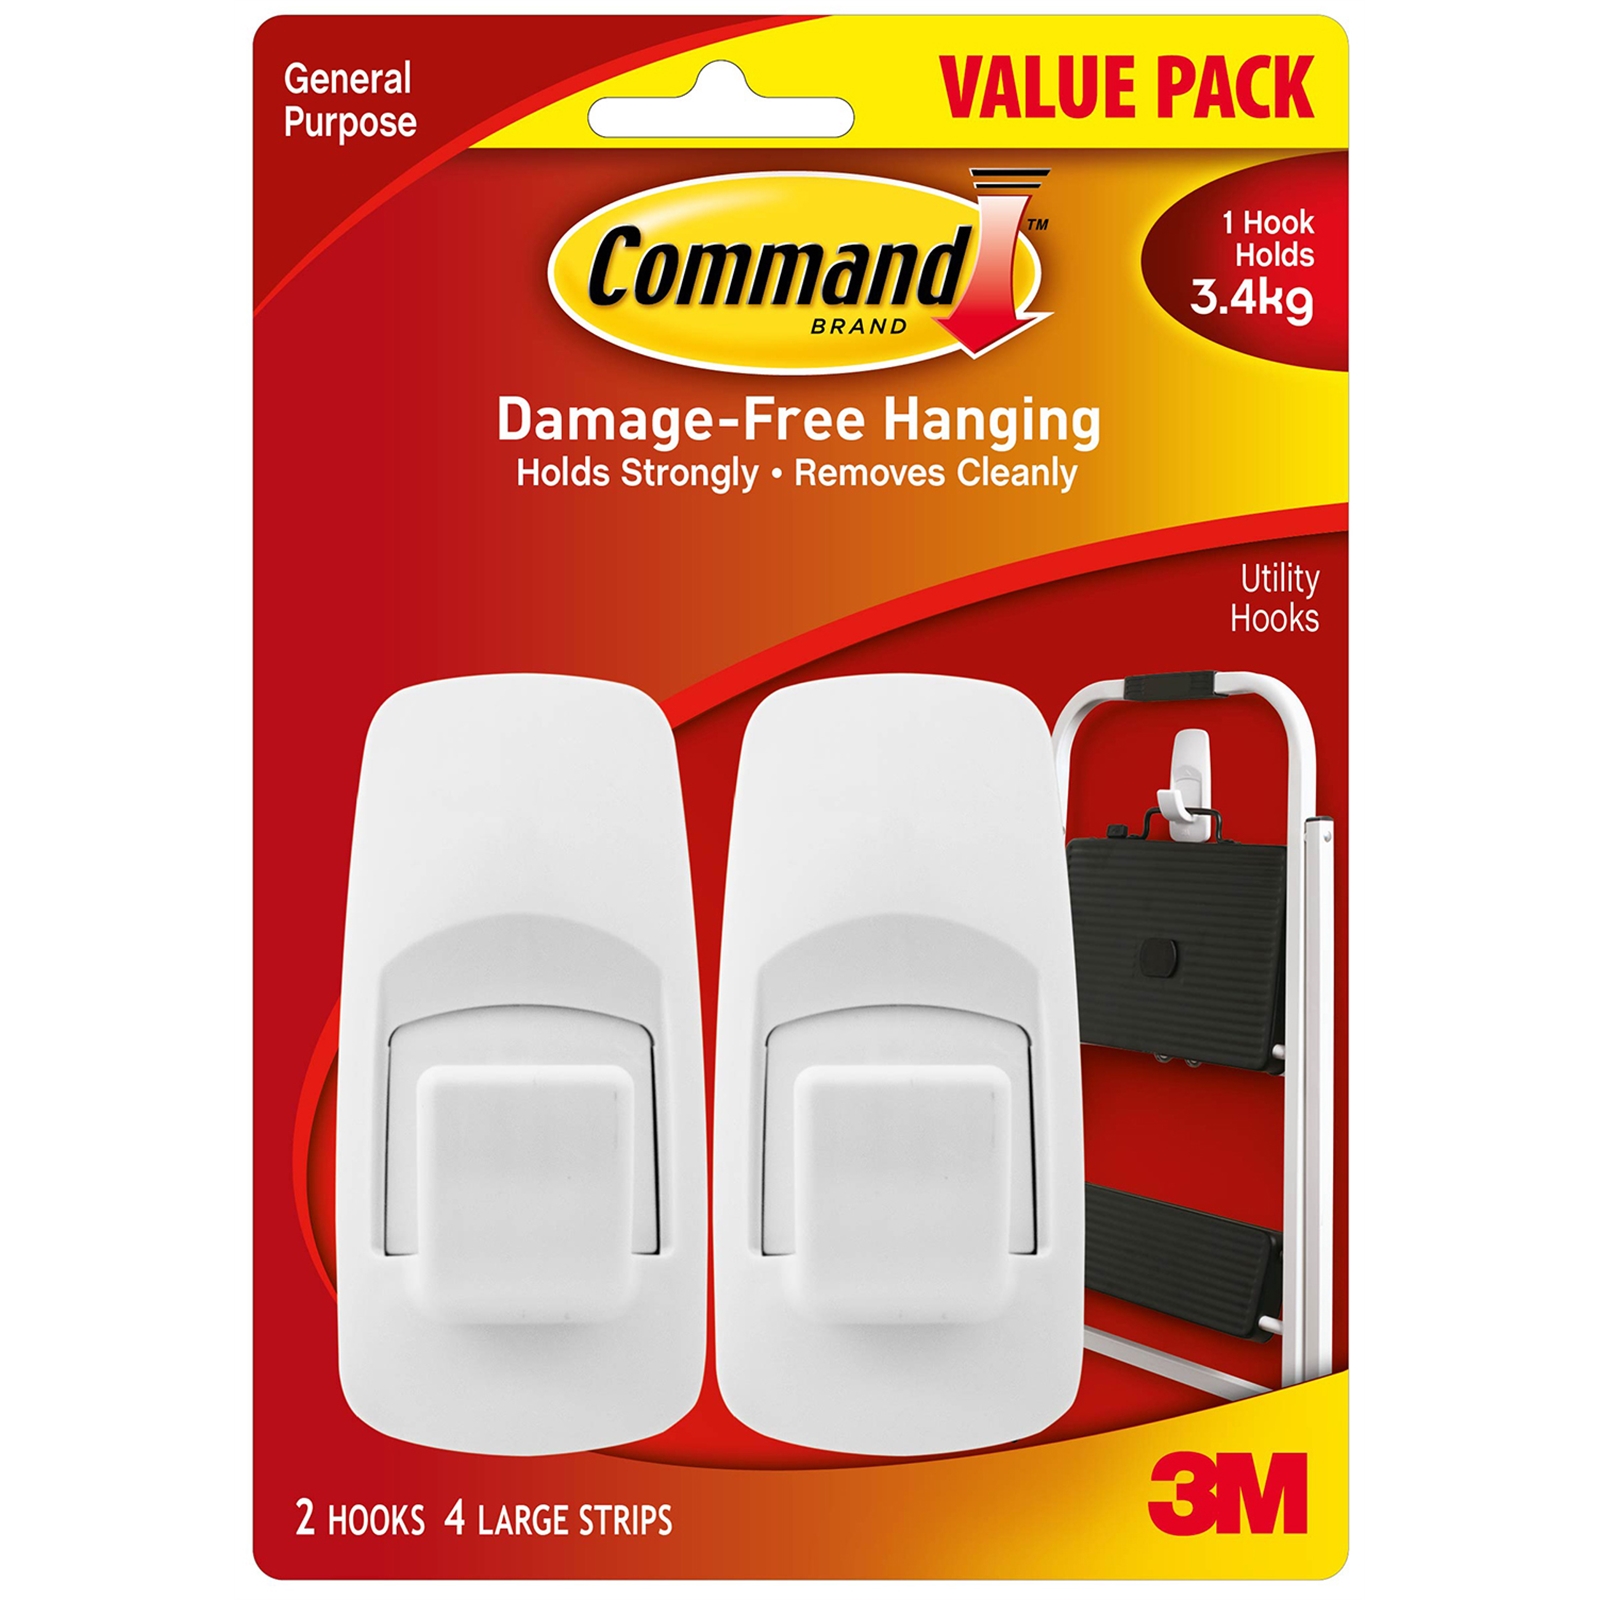 General
Purpose
VALUE PACK
Command™
BRAND
1 Hook
Holds
3.4kg
Damage-Free Hanging
Holds Strongly • Removes Cleanly
Utility
Hooks
2 HOOKS 4 LARGE STRIPS
3M